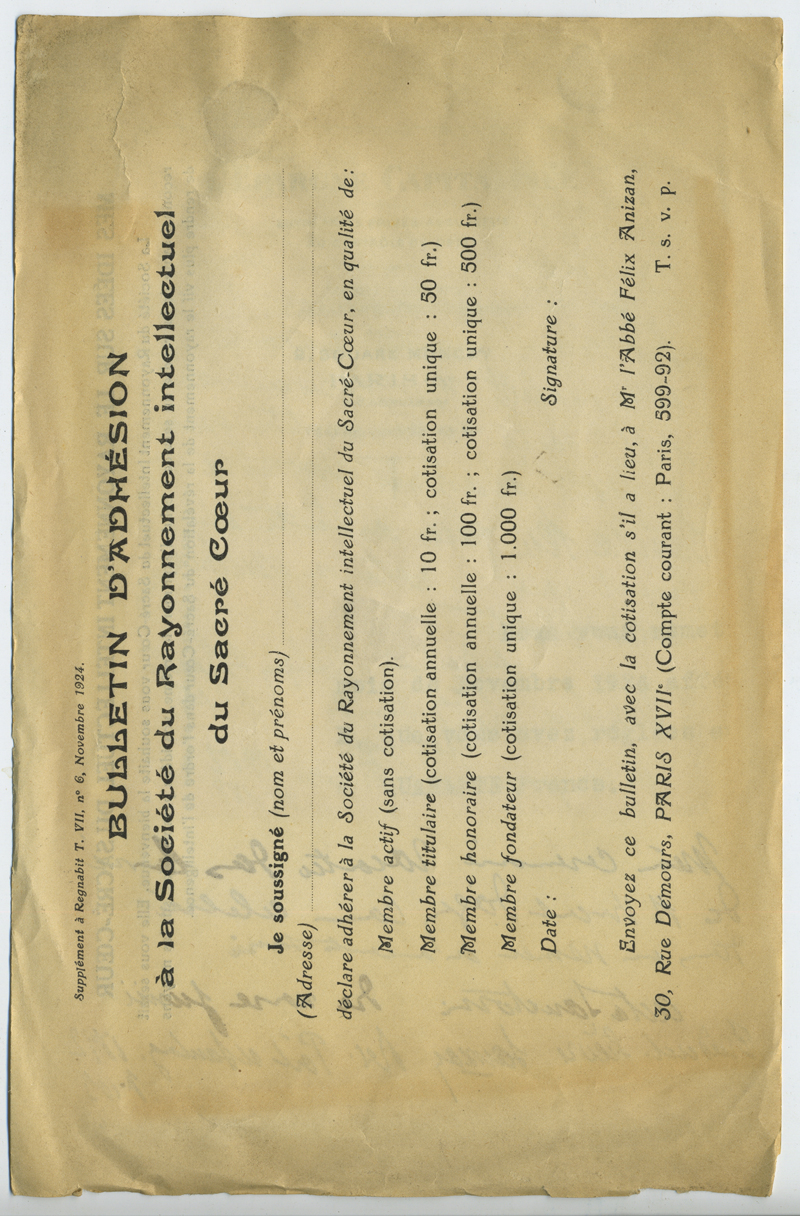 Supplément à Regnabit T. VII, n° 6, Novembre 1924.
BULLETIN D'ADHÉSION
à la Société du Rayonnement intellectuel
du Sacré Cœur
Je soussigné (nom et prénoms)
(Adresse)
déclare adhérer à la Société du Rayonnement intellectuel du Sacré-Cœur, en qualité de :
Membre actif (sans cotisation).
Membre titulaire (cotisation annuelle : 10 fr. ; cotisation unique : 50 fr.)
Membre honoraire (cotisation annuelle : 100 fr. ; cotisation unique : 500 fr.)
Membre fondateur (cotisation unique : 1.000 fr.)
Date : Signature :
Envoyez ce bulletin, avec la cotisation s'il a lieu, à Mr l'Abbé Félix Anizan,
30, Rue Demours, PARIS XVIIe (Compte courant : Paris, 599-92). T. s. v. p.